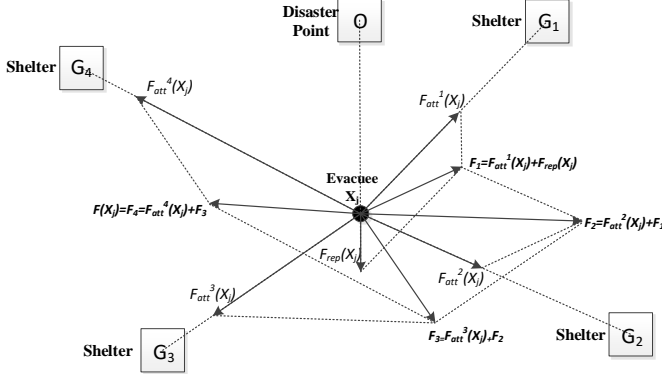 Disaster
Point
O
Shelter
G1
Shelter
G4
Fatt4(Xj)
Fatt1(Xj)
F1=Fatt1(Xj)+Frep(Xj)
Evacuee
Xj
F(Xj)=F4=Fatt4(Xj)+F3
F2=Fatt2(Xj)+F1
Frep(Xj)
Fatt2(Xj)
Fatt3(Xj)
F3=Fatt3(Xj)+F2
Shelter
G3
Shelter
G2